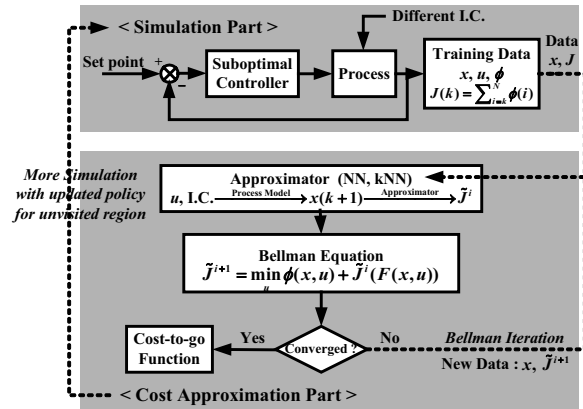 < Simulation Part >
Different I.C.
Set point
+
−
Suboptimal
Controller
Process
Training Data
x, u, ϕ
J(k) = ∑_{i=k}^{N} ϕ(i)
Data
x, J
More Simulation
with updated policy
for unvisited region
Approximator (NN, kNN)
u, I.C. —Process Model→ x(k+1) —Approximator→ J̃^i
Bellman Equation
J̃^{i+1} = min_u ϕ(x,u) + J̃^i(F(x,u))
Cost-to-go
Function
Yes
Converged ?
No
Bellman Iteration
New Data : x, J̃^{i+1}
< Cost Approximation Part >